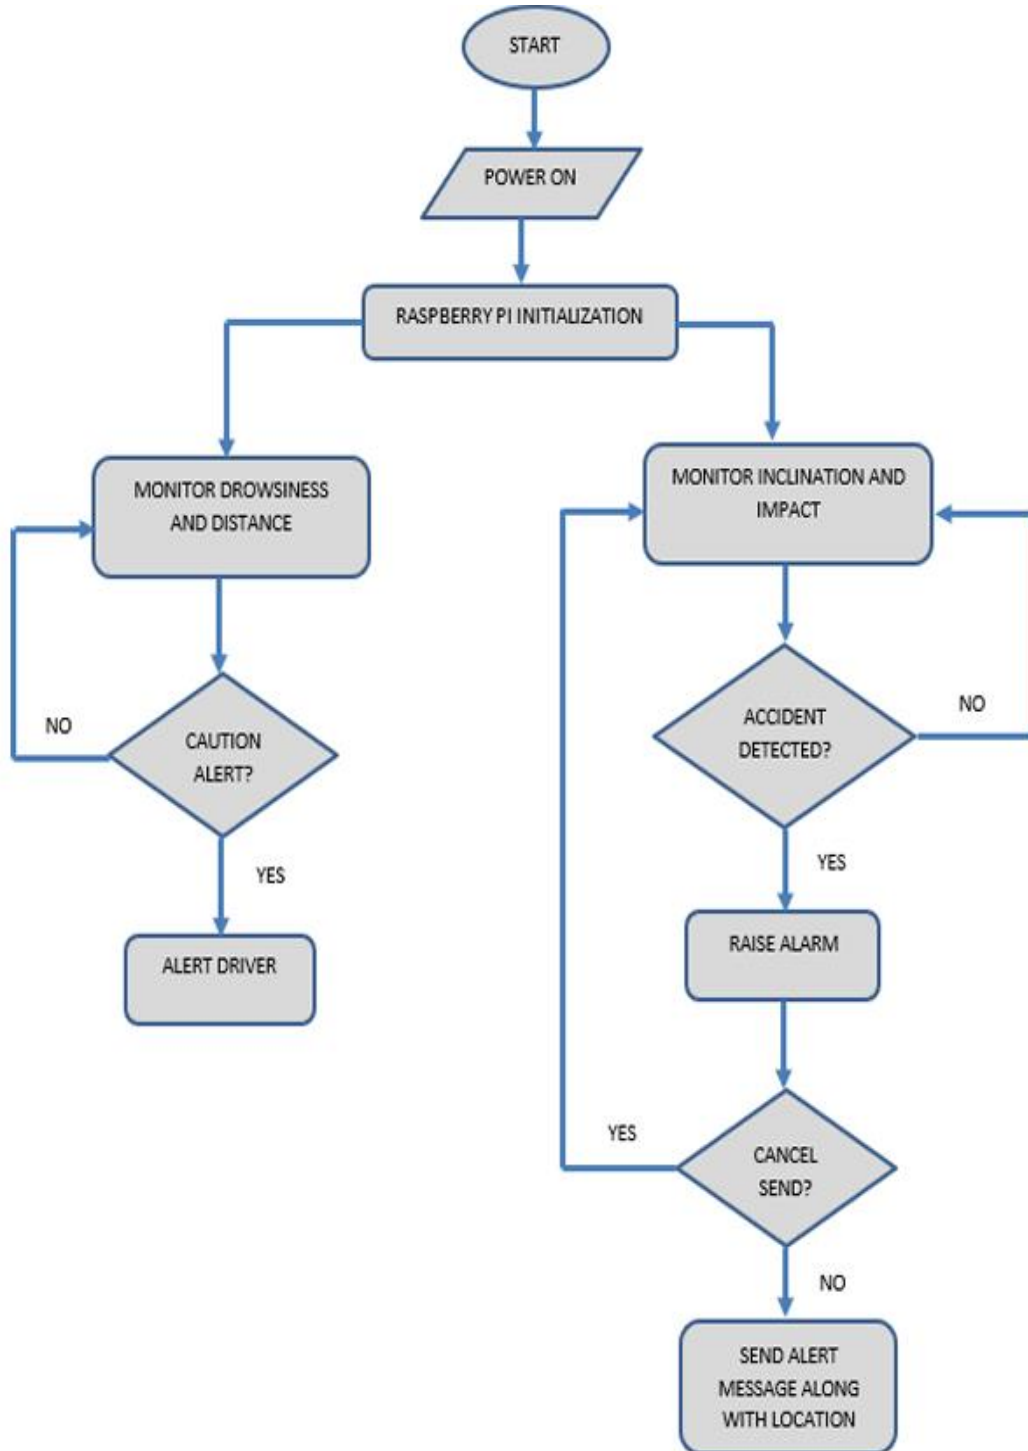 START
POWER ON
RASPBERRY PI INITIALIZATION
MONITOR DROWSINESS
AND DISTANCE
NO
CAUTION
ALERT?
YES
ALERT DRIVER
MONITOR INCLINATION AND
IMPACT
ACCIDENT
DETECTED?
NO
YES
RAISE ALARM
YES
CANCEL
SEND?
NO
SEND ALERT
MESSAGE ALONG
WITH LOCATION